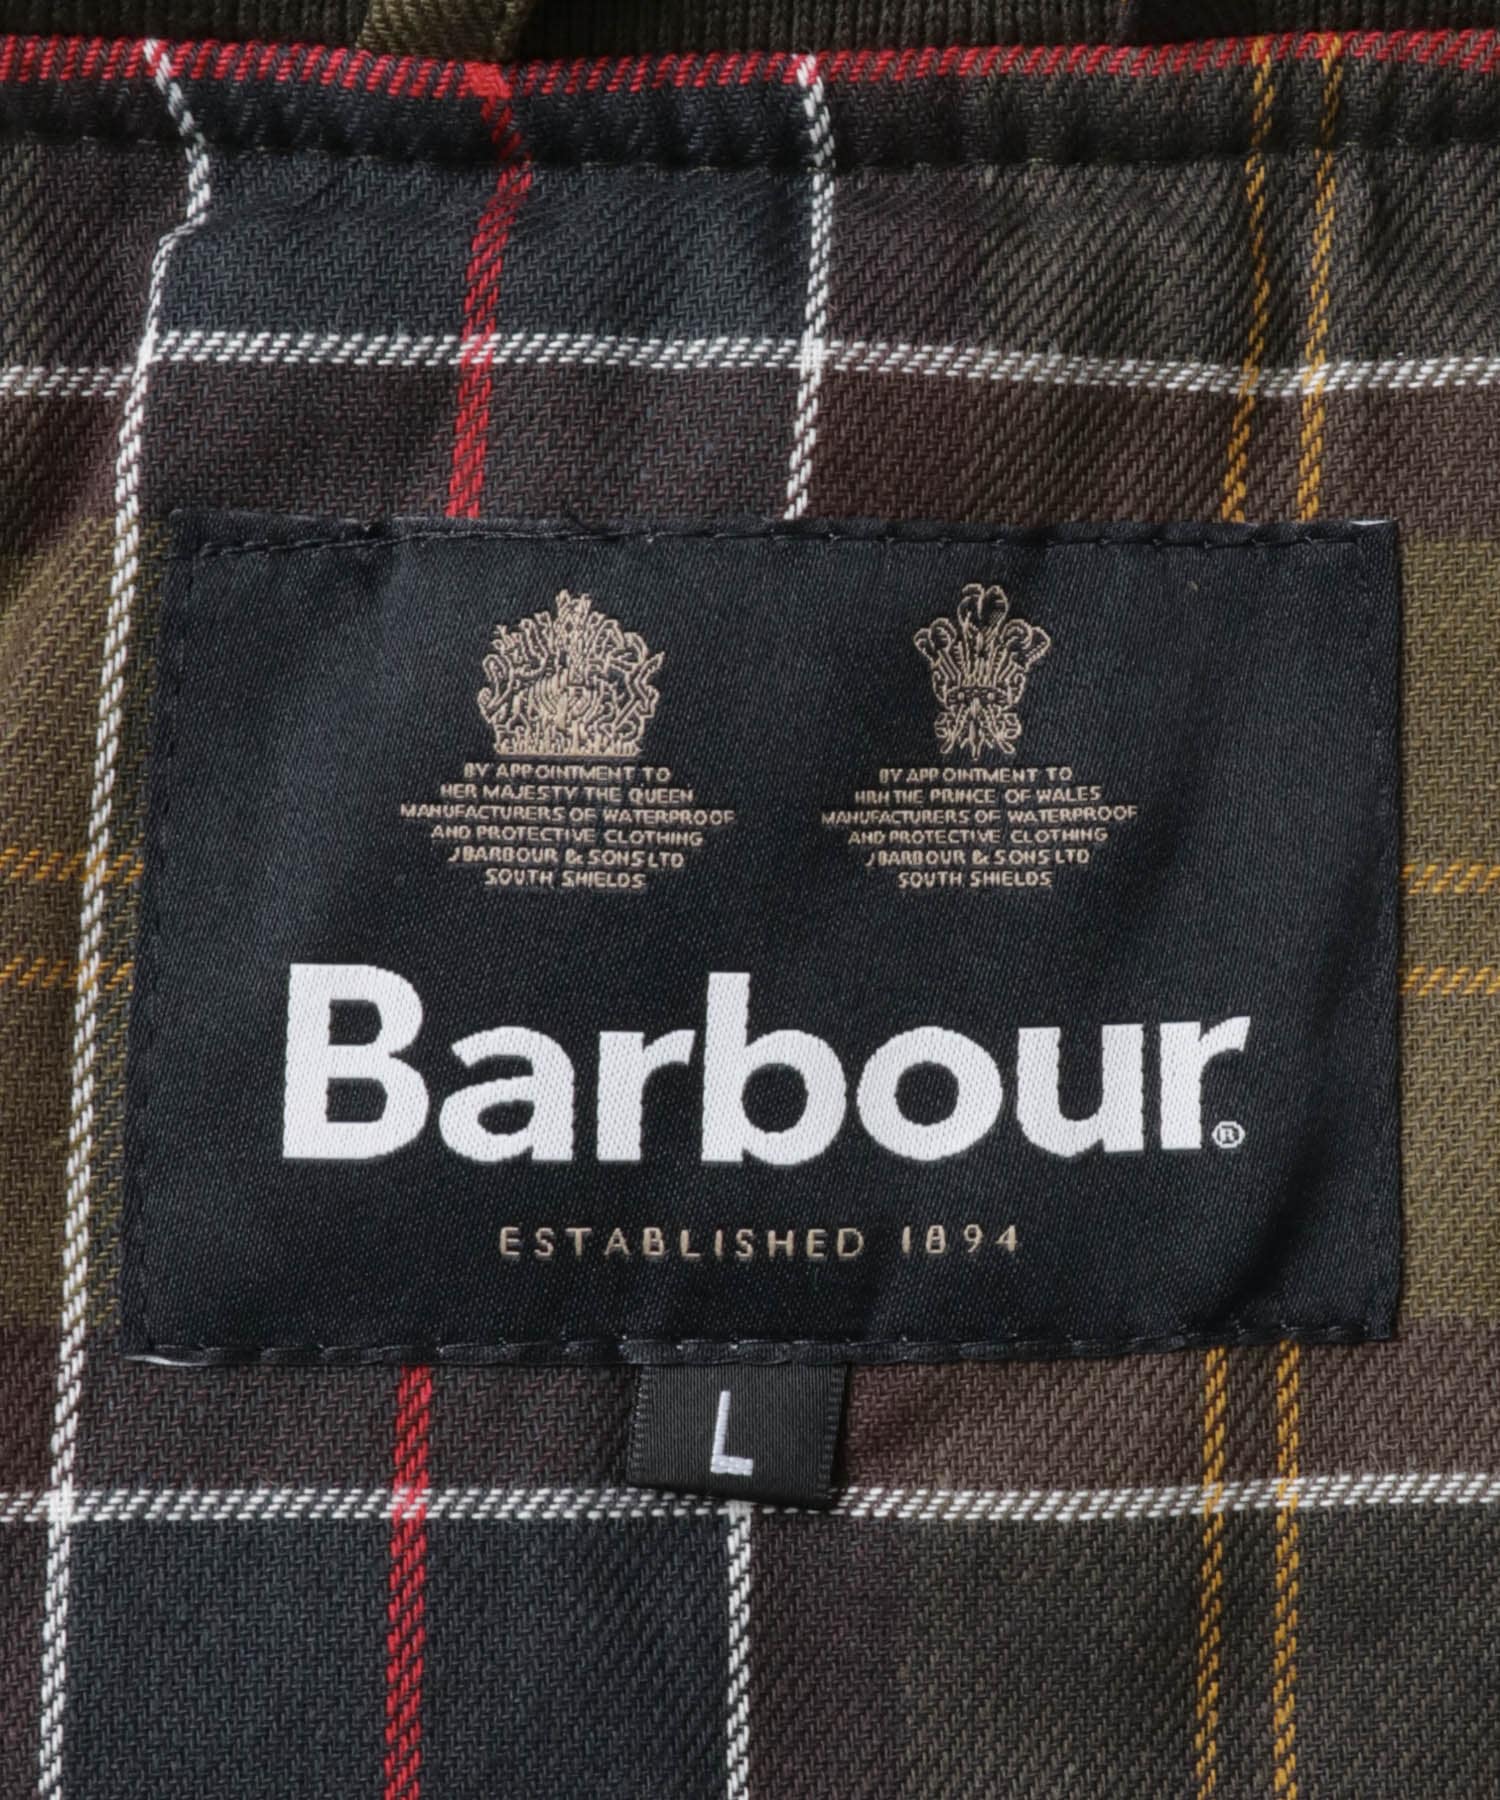 BY APPOINTMENT TO
HER MAJESTY THE QUEEN
MANUFACTURERS OF WATERPROOF
AND PROTECTIVE CLOTHING
J BARBOUR & SONS LTD
SOUTH SHIELDS
BY APPOINTMENT TO
HRH THE PRINCE OF WALES
MANUFACTURERS OF WATERPROOF
AND PROTECTIVE CLOTHING
J BARBOUR & SONS LTD
SOUTH SHIELDS
Barbour®
ESTABLISHED 1894
L